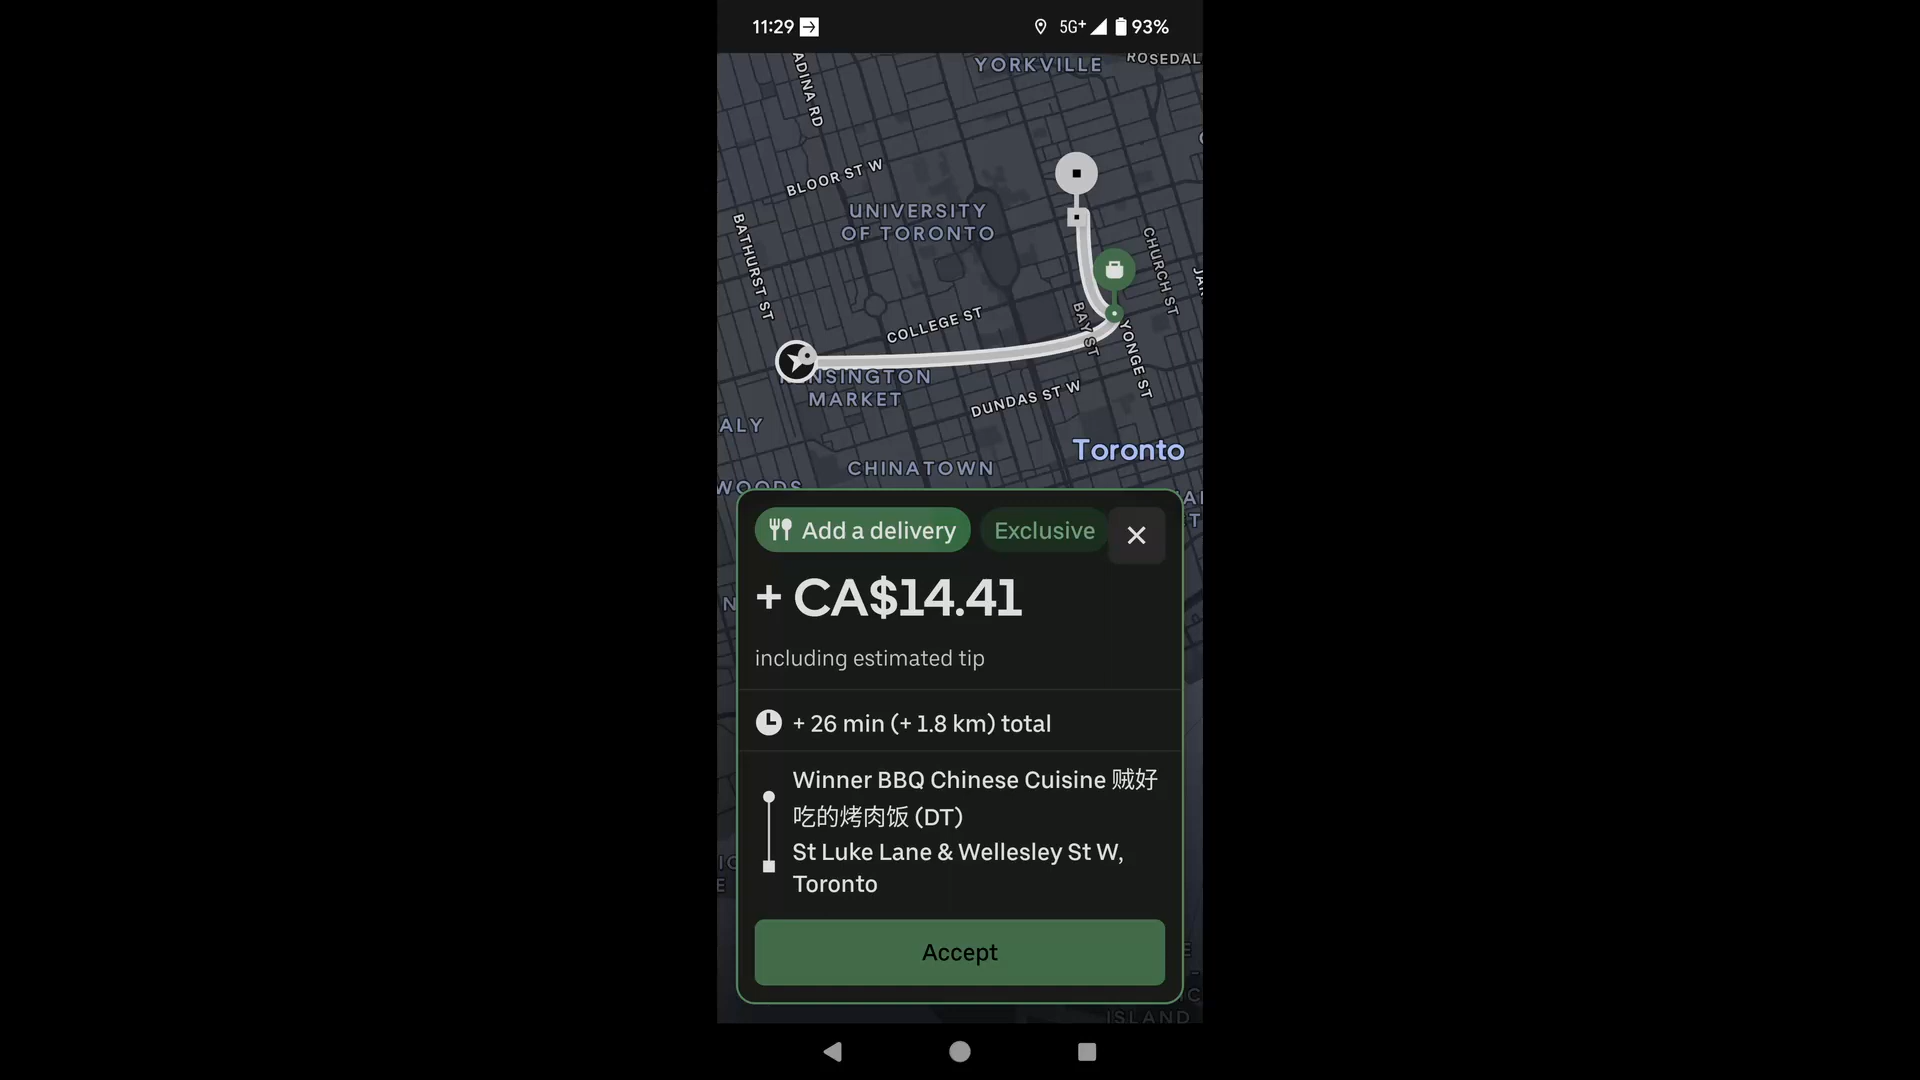 11:29
5G+ 93%
YORKVILLE
ROSEDAL
ADINA RD
BLOOR ST W
UNIVERSITY
OF TORONTO
BATHURST ST
CHURCH ST
COLLEGE ST
BAY ST
YONGE ST
NSINGTON
MARKET
DUNDAS ST W
ALY
Toronto
CHINATOWN
WOODS
Add a delivery
Exclusive
+ CA$14.41
including estimated tip
+ 26 min (+ 1.8 km) total
Winner BBQ Chinese Cuisine 贼好
吃的烤肉饭 (DT)
St Luke Lane & Wellesley St W,
Toronto
Accept
ISLAND